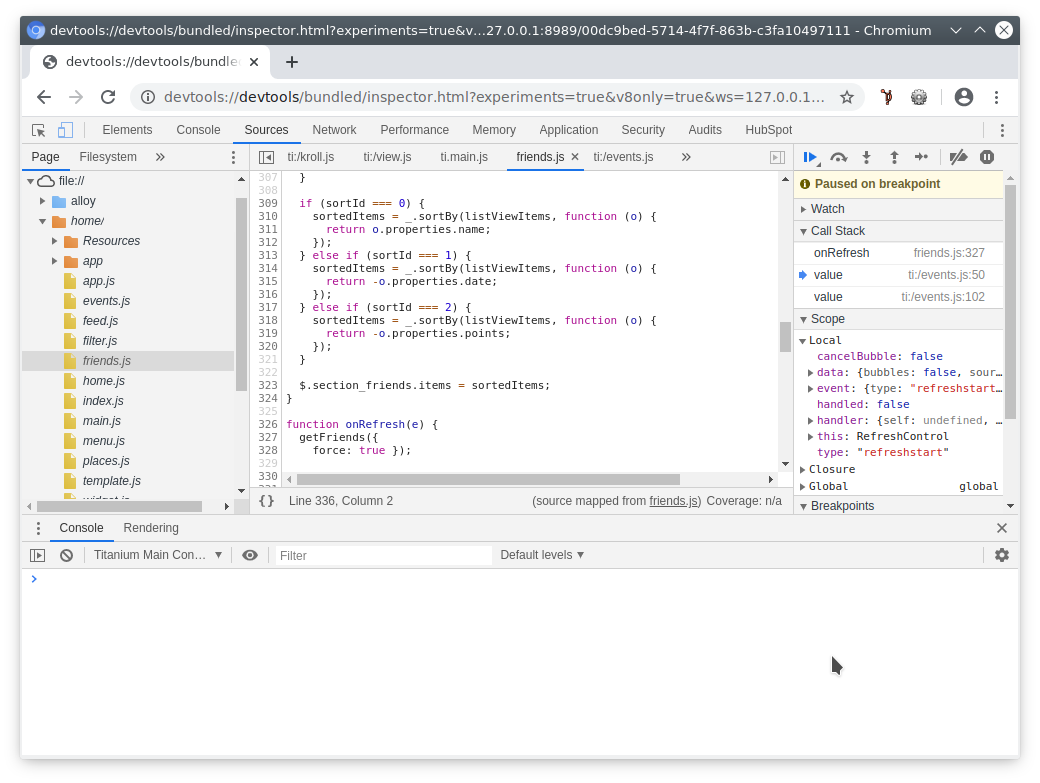 devtools://devtools/bundled/inspector.html?experiments=true&v...27.0.0.1:8989/00dc9bed-5714-4f7f-863b-c3fa10497111 - Chromium
devtools://devtools/bundle
devtools://devtools/bundled/inspector.html?experiments=true&v8only=true&ws=127.0.0.1...
Elements Console Sources Network Performance Memory Application Security Audits HubSpot
Page Filesystem
file://
alloy
home/
Resources
app
app.js
events.js
feed.js
filter.js
friends.js
home.js
index.js
main.js
menu.js
places.js
template.js
widget.js
ti:/kroll.js ti:/view.js ti.main.js friends.js ti:/events.js
307 }
308
309 if (sortId === 0) {
310 sortedItems = _.sortBy(listViewItems, function (o) {
311 return o.properties.name;
312 });
313 } else if (sortId === 1) {
314 sortedItems = _.sortBy(listViewItems, function (o) {
315 return -o.properties.date;
316 });
317 } else if (sortId === 2) {
318 sortedItems = _.sortBy(listViewItems, function (o) {
319 return -o.properties.points;
320 });
321 }
322
323 $.section_friends.items = sortedItems;
324 }
325
326 function onRefresh(e) {
327 getFriends({
328 force: true });
329
330
{} Line 336, Column 2 (source mapped from friends.js) Coverage: n/a
Paused on breakpoint
Watch
Call Stack
onRefresh friends.js:327
value ti:/events.js:50
value ti:/events.js:102
Scope
Local
cancelBubble: false
data: {bubbles: false, sour...
event: {type: "refreshstart...
handled: false
handler: {self: undefined, ...
this: RefreshControl
type: "refreshstart"
Closure
Global global
Breakpoints
Console Rendering
Titanium Main Con... Filter Default levels